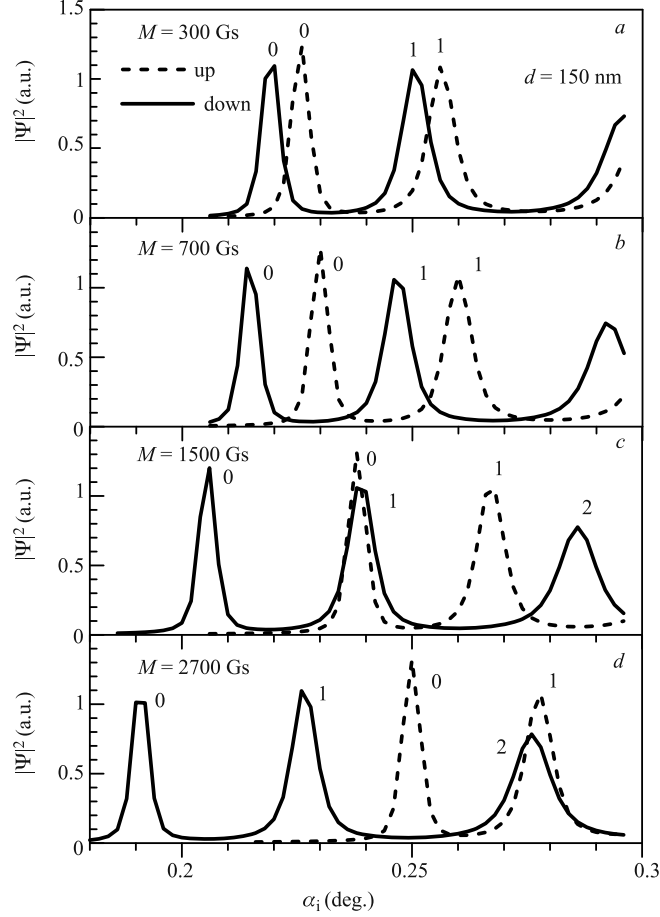 1.5
M = 300 Gs
0
0
1
1
a
up
down
d = 150 nm
1
0.5
0
|Ψ|² (a.u.)
M = 700 Gs
0
0
1
1
b
1
0.5
0
|Ψ|² (a.u.)
M = 1500 Gs
0
0
1
1
2
c
1
0.5
0
|Ψ|² (a.u.)
M = 2700 Gs
0
1
0
2
1
d
1
0.5
0
|Ψ|² (a.u.)
0.2
0.25
0.3
αi (deg.)